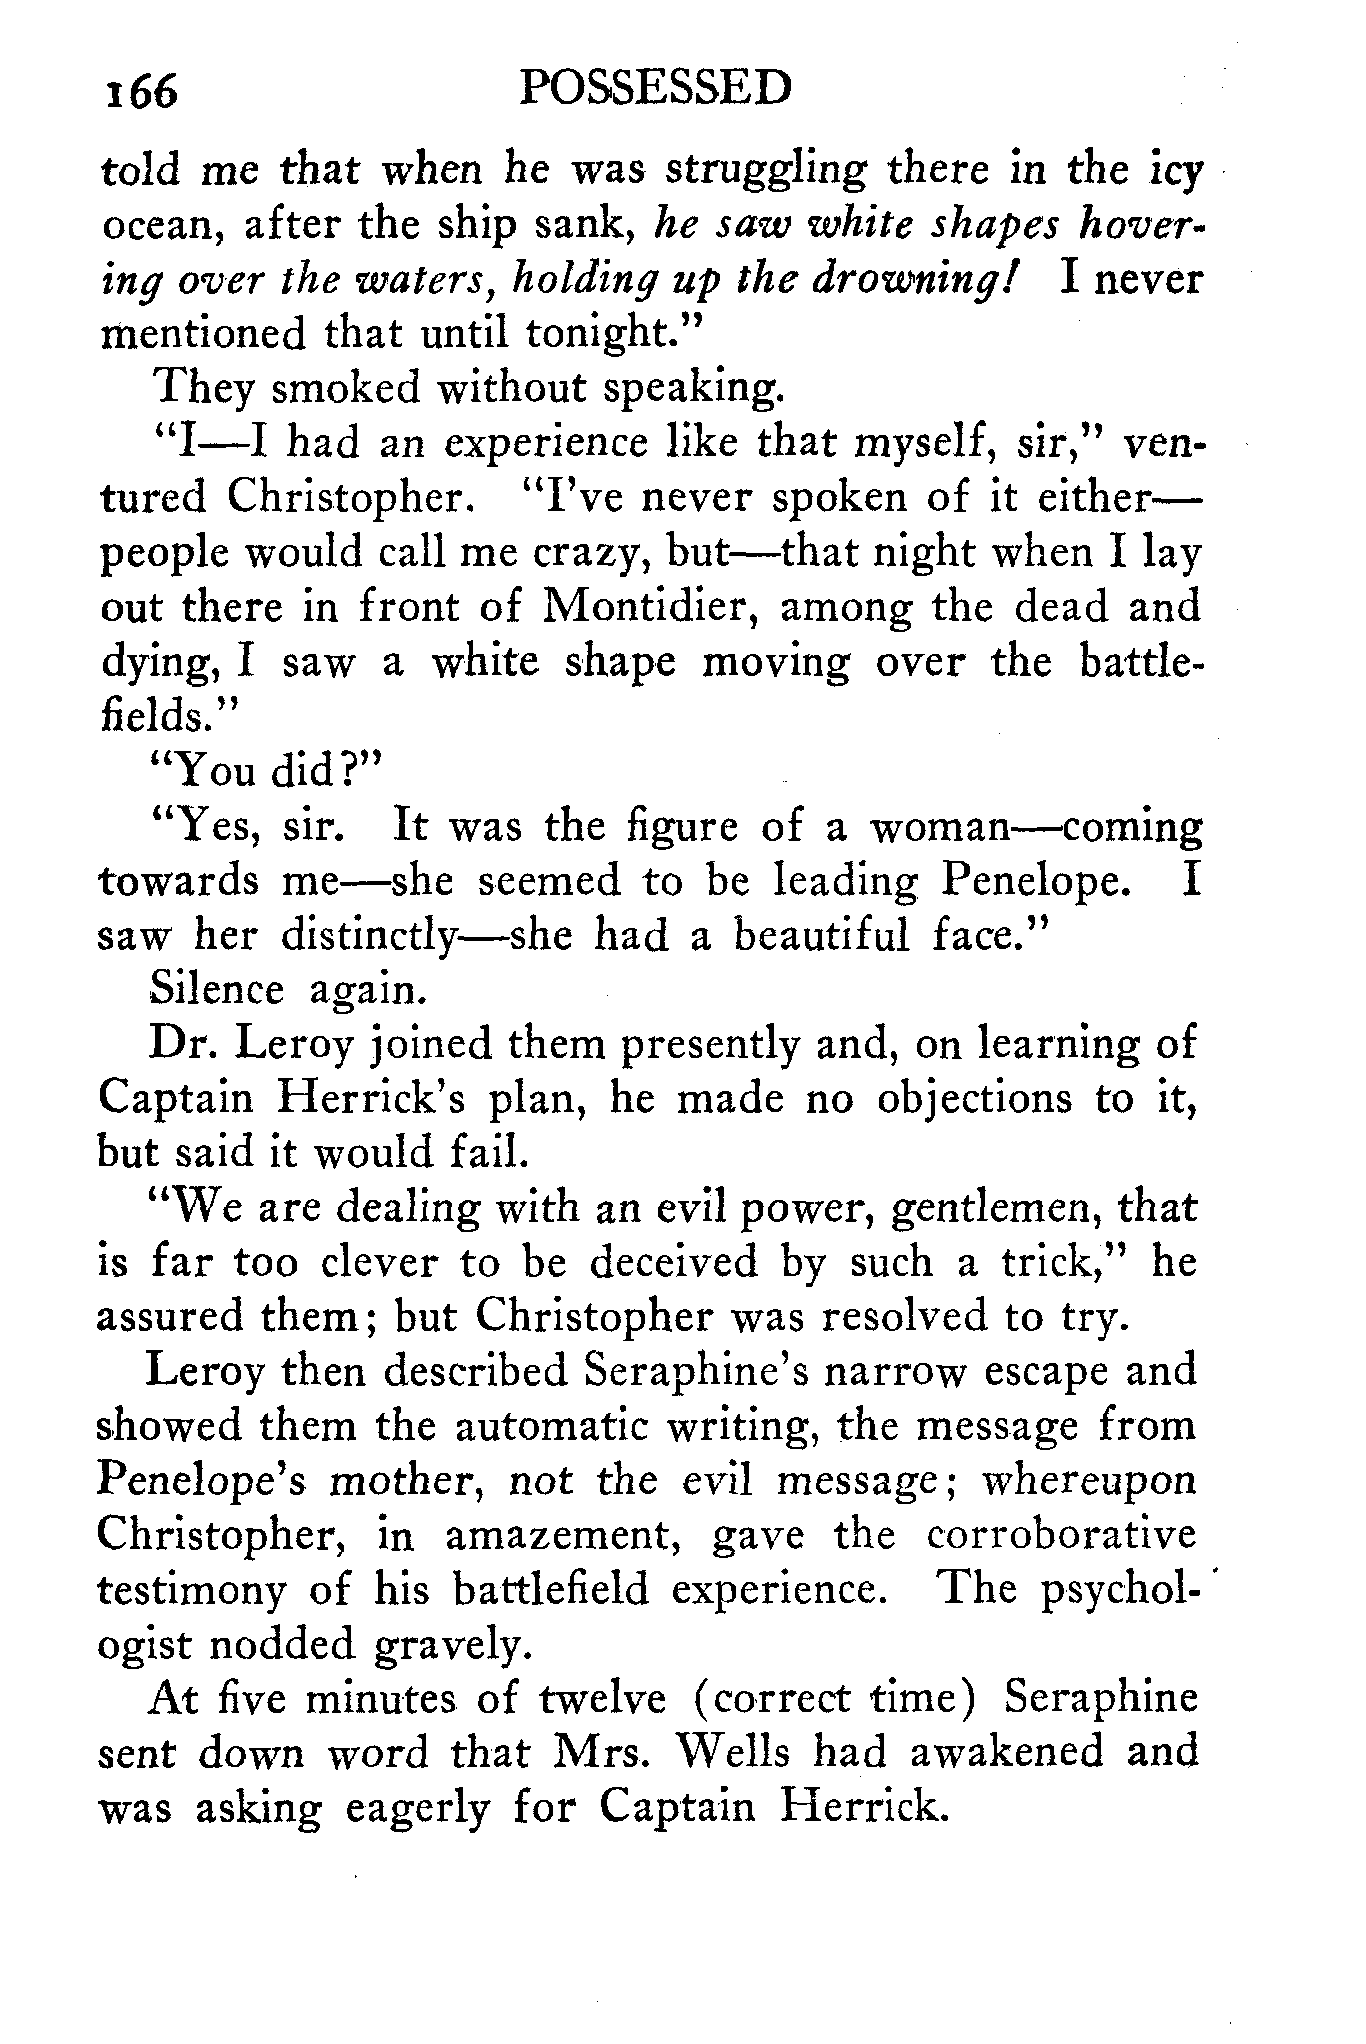 166 POSSESSED
told me that when he was struggling there in the icy
ocean, after the ship sank, he saw white shapes hover-
ing over the waters, holding up the drowning! I never
mentioned that until tonight."
They smoked without speaking.
"I—I had an experience like that myself, sir," ven-
tured Christopher. "I've never spoken of it either—
people would call me crazy, but—that night when I lay
out there in front of Montidier, among the dead and
dying, I saw a white shape moving over the battle-
fields."
"You did?"
"Yes, sir. It was the figure of a woman—coming
towards me—she seemed to be leading Penelope. I
saw her distinctly—she had a beautiful face."
Silence again.
Dr. Leroy joined them presently and, on learning of
Captain Herrick's plan, he made no objections to it,
but said it would fail.
"We are dealing with an evil power, gentlemen, that
is far too clever to be deceived by such a trick," he
assured them; but Christopher was resolved to try.
Leroy then described Seraphine's narrow escape and
showed them the automatic writing, the message from
Penelope's mother, not the evil message; whereupon
Christopher, in amazement, gave the corroborative
testimony of his battlefield experience. The psychol-
ogist nodded gravely.
At five minutes of twelve (correct time) Seraphine
sent down word that Mrs. Wells had awakened and
was asking eagerly for Captain Herrick.